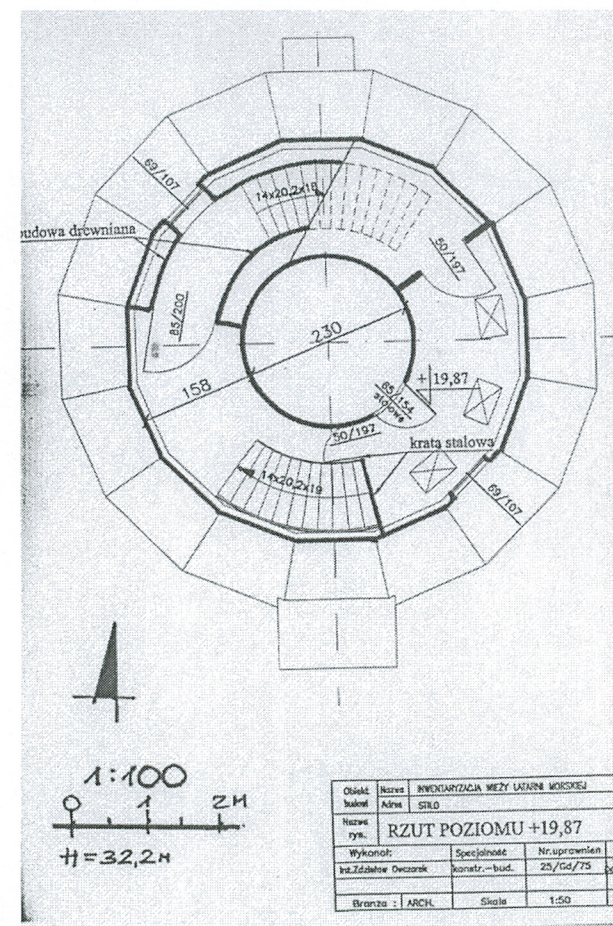 69/107
14x20,2x19
budowa drewniana
50/197
85/200
230
158
+19,87
65/154
stalowe
50/197
krata stalowa
14x20,2x19
69/107
1:100
0 1 2M
H=32,2M
Obiekt Nazwa INWENTARYZACJA WIEŻY LATARNI MORSKIEJ
budowl Adres STILO
Nazwa rys. RZUT POZIOMU +19,87
Wykonał: Specjalność Nr.uprawnien
Inż.Zdzisław Owczarek konstr.-bud. 25/Gd/75
Branża : ARCH. Skala 1:50